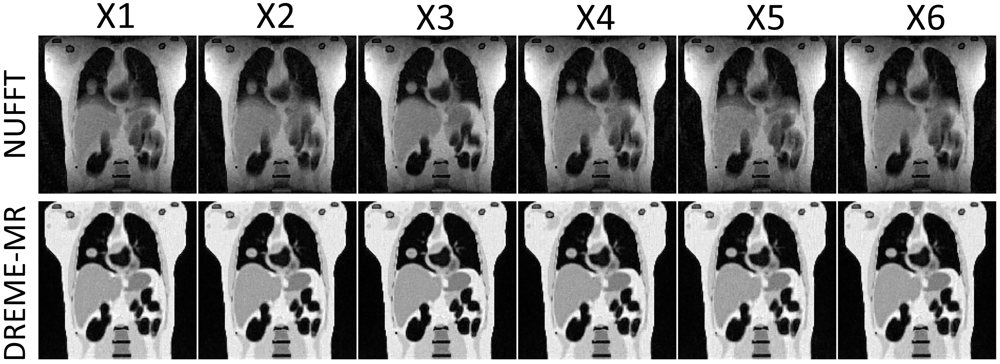 X1 X2 X3 X4 X5 X6
NUFFT
DREME-MR